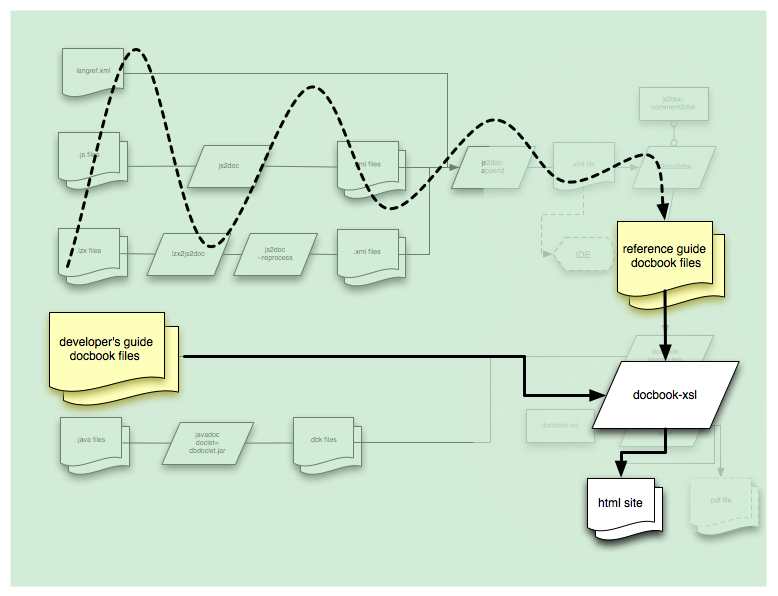 langref.xml
js2doc-
comment2dbk
.js files
js2doc
.xml files
js2doc-
append
.xml file
js2doc2dbk
.lzx files
lzx2js2doc
js2doc
--reprocess
.xml files
IDE
reference guide
docbook files
developer's guide
docbook files
docbook-xsl
.java files
javadoc
doclet=
dbdoclet.jar
.dbk files
docbook-xsl
html site
pdf file